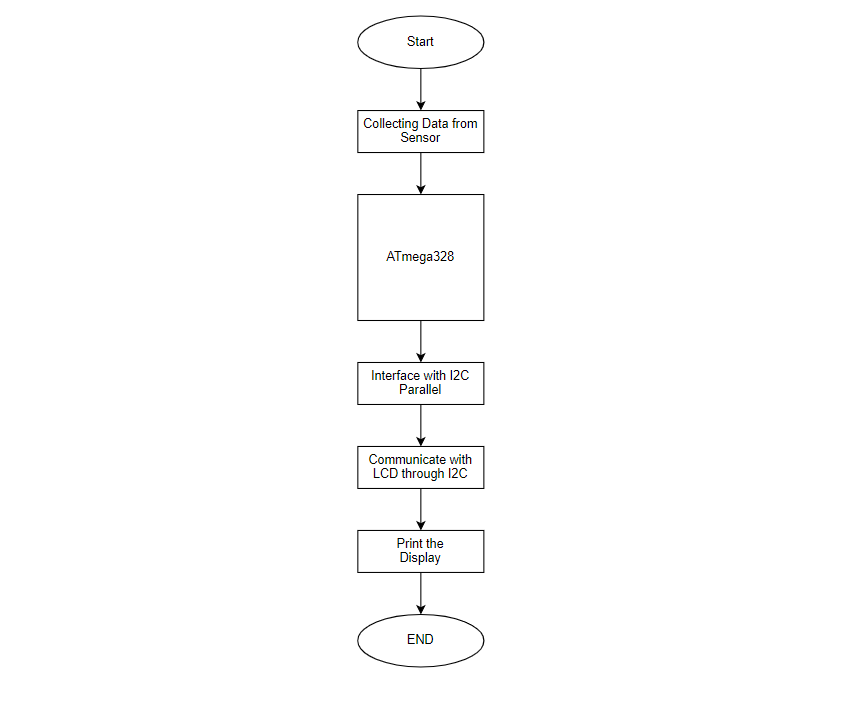 Start
Collecting Data from
Sensor
ATmega328
Interface with I2C
Parallel
Communicate with
LCD through I2C
Print the
Display
END